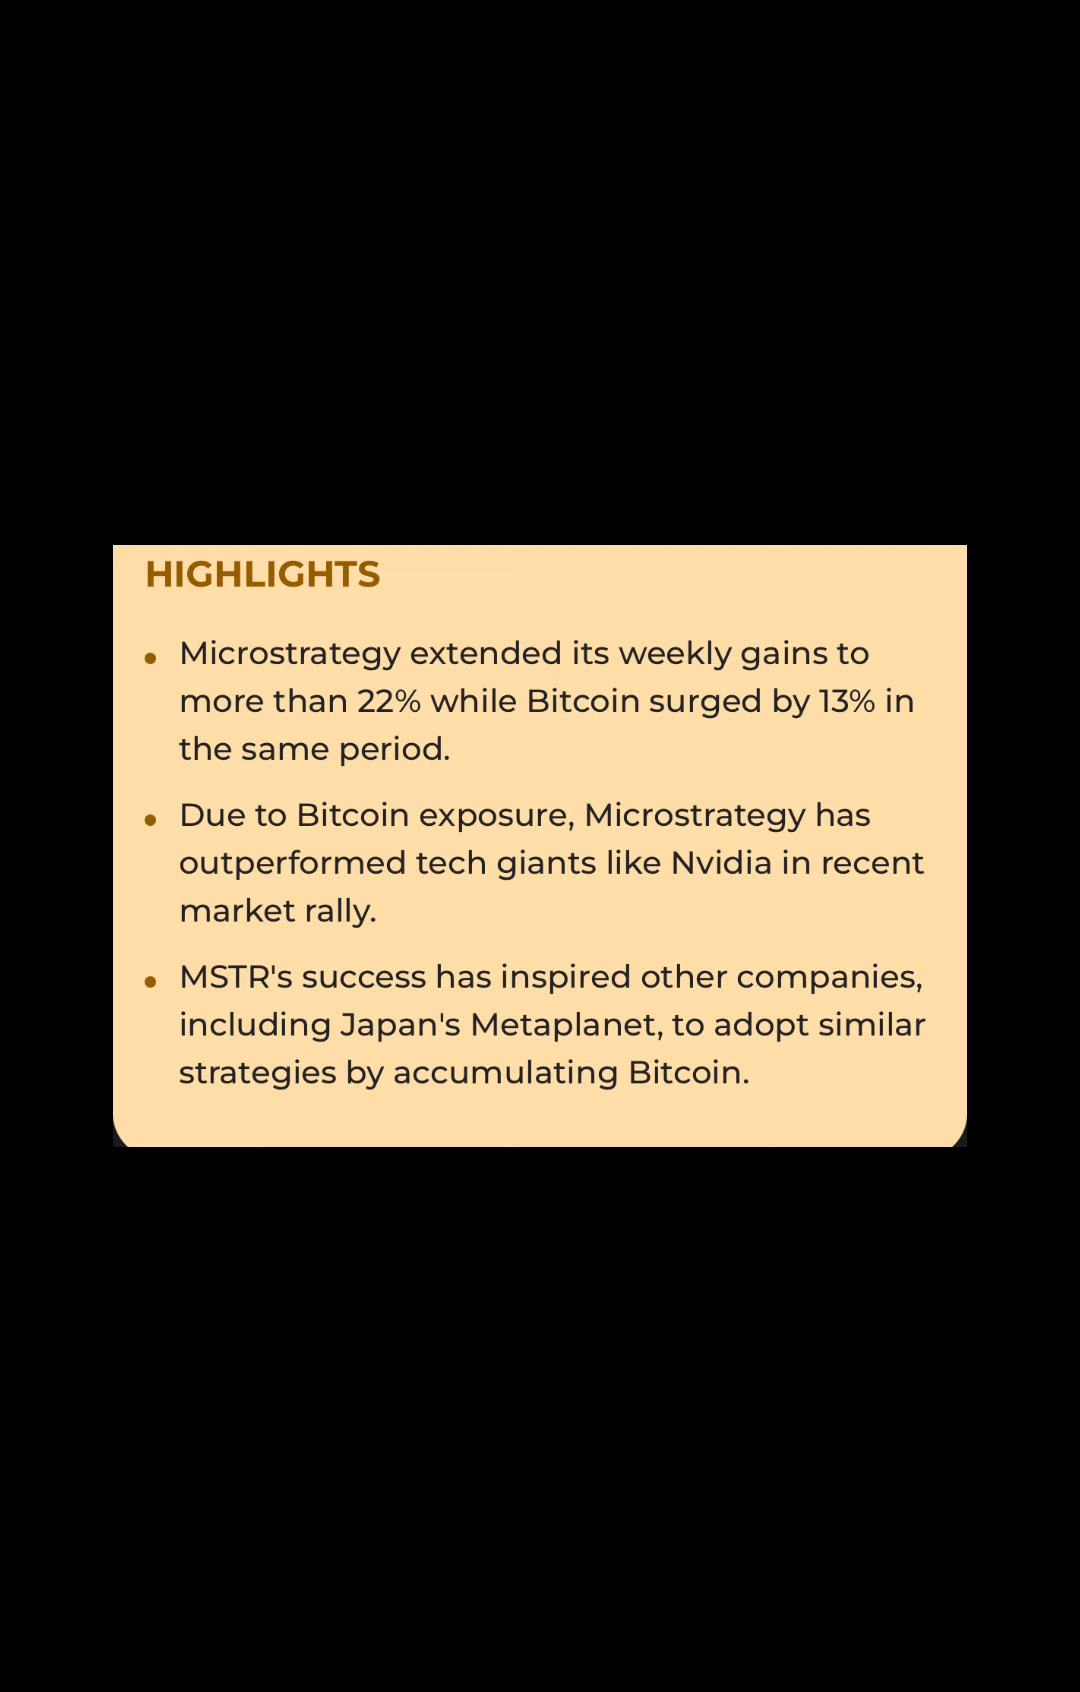 HIGHLIGHTS
• Microstrategy extended its weekly gains to
more than 22% while Bitcoin surged by 13% in
the same period.
• Due to Bitcoin exposure, Microstrategy has
outperformed tech giants like Nvidia in recent
market rally.
• MSTR's success has inspired other companies,
including Japan's Metaplanet, to adopt similar
strategies by accumulating Bitcoin.